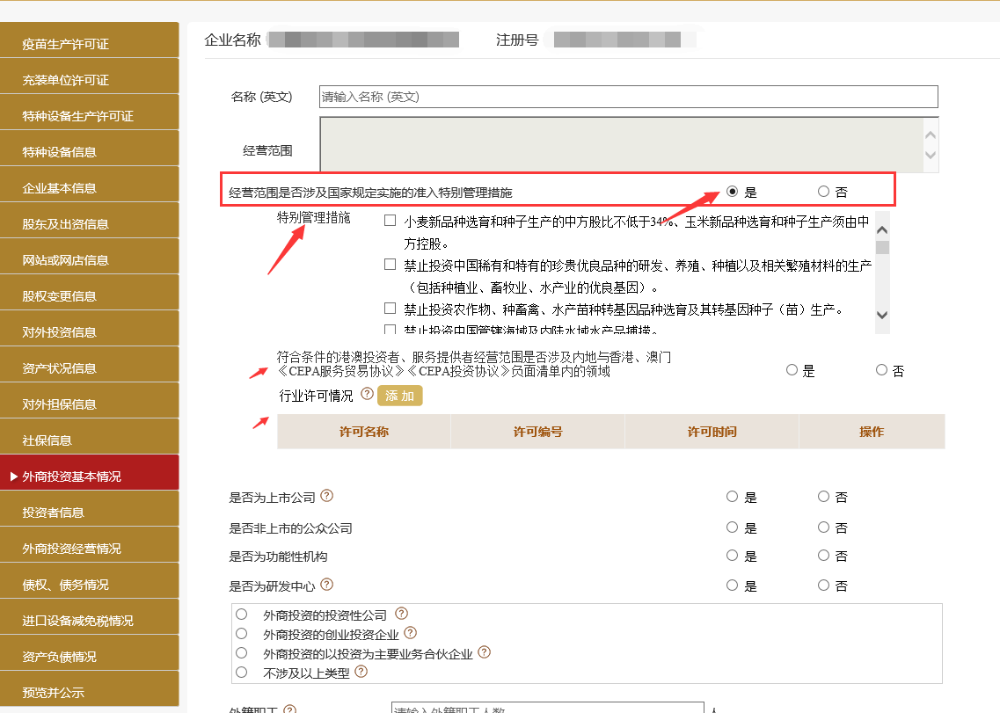 疫苗生产许可证
充装单位许可证
特种设备生产许可证
特种设备信息
企业基本信息
股东及出资信息
网站或网店信息
股权变更信息
对外投资信息
资产状况信息
对外担保信息
社保信息
外商投资基本情况
投资者信息
外商投资经营情况
债权、债务情况
进口设备减免税情况
资产负债情况
预览并公示
企业名称 注册号
名称 (英文) 请输入名称 (英文)
经营范围
经营范围是否涉及国家规定实施的准入特别管理措施 是 否
特别管理措施
小麦新品种选育和种子生产的中方股比不低于34%、玉米新品种选育和种子生产须由中
方控股。
禁止投资中国稀有和特有的珍贵优良品种的研发、养殖、种植以及相关繁殖材料的生产
（包括种植业、畜牧业、水产业的优良基因）。
禁止投资农作物、种畜禽、水产苗种转基因品种选育及其转基因种子（苗）生产。
禁止投资中国管辖海域及内陆水域水产品捕捞。
符合条件的港澳投资者、服务提供者经营范围是否涉及内地与香港、澳门
《CEPA服务贸易协议》《CEPA投资协议》负面清单内的领域 是 否
行业许可情况 ? 添 加
许可名称 许可编号 许可时间 操作
是否为上市公司 ? 是 否
是否非上市的公众公司 是 否
是否为功能性机构 是 否
是否为研发中心 ? 是 否
外商投资的投资性公司 ?
外商投资的创业投资企业 ?
外商投资的以投资为主要业务合伙企业 ?
不涉及以上类型 ?
外籍职工 ? 请输入外籍职工人数 人